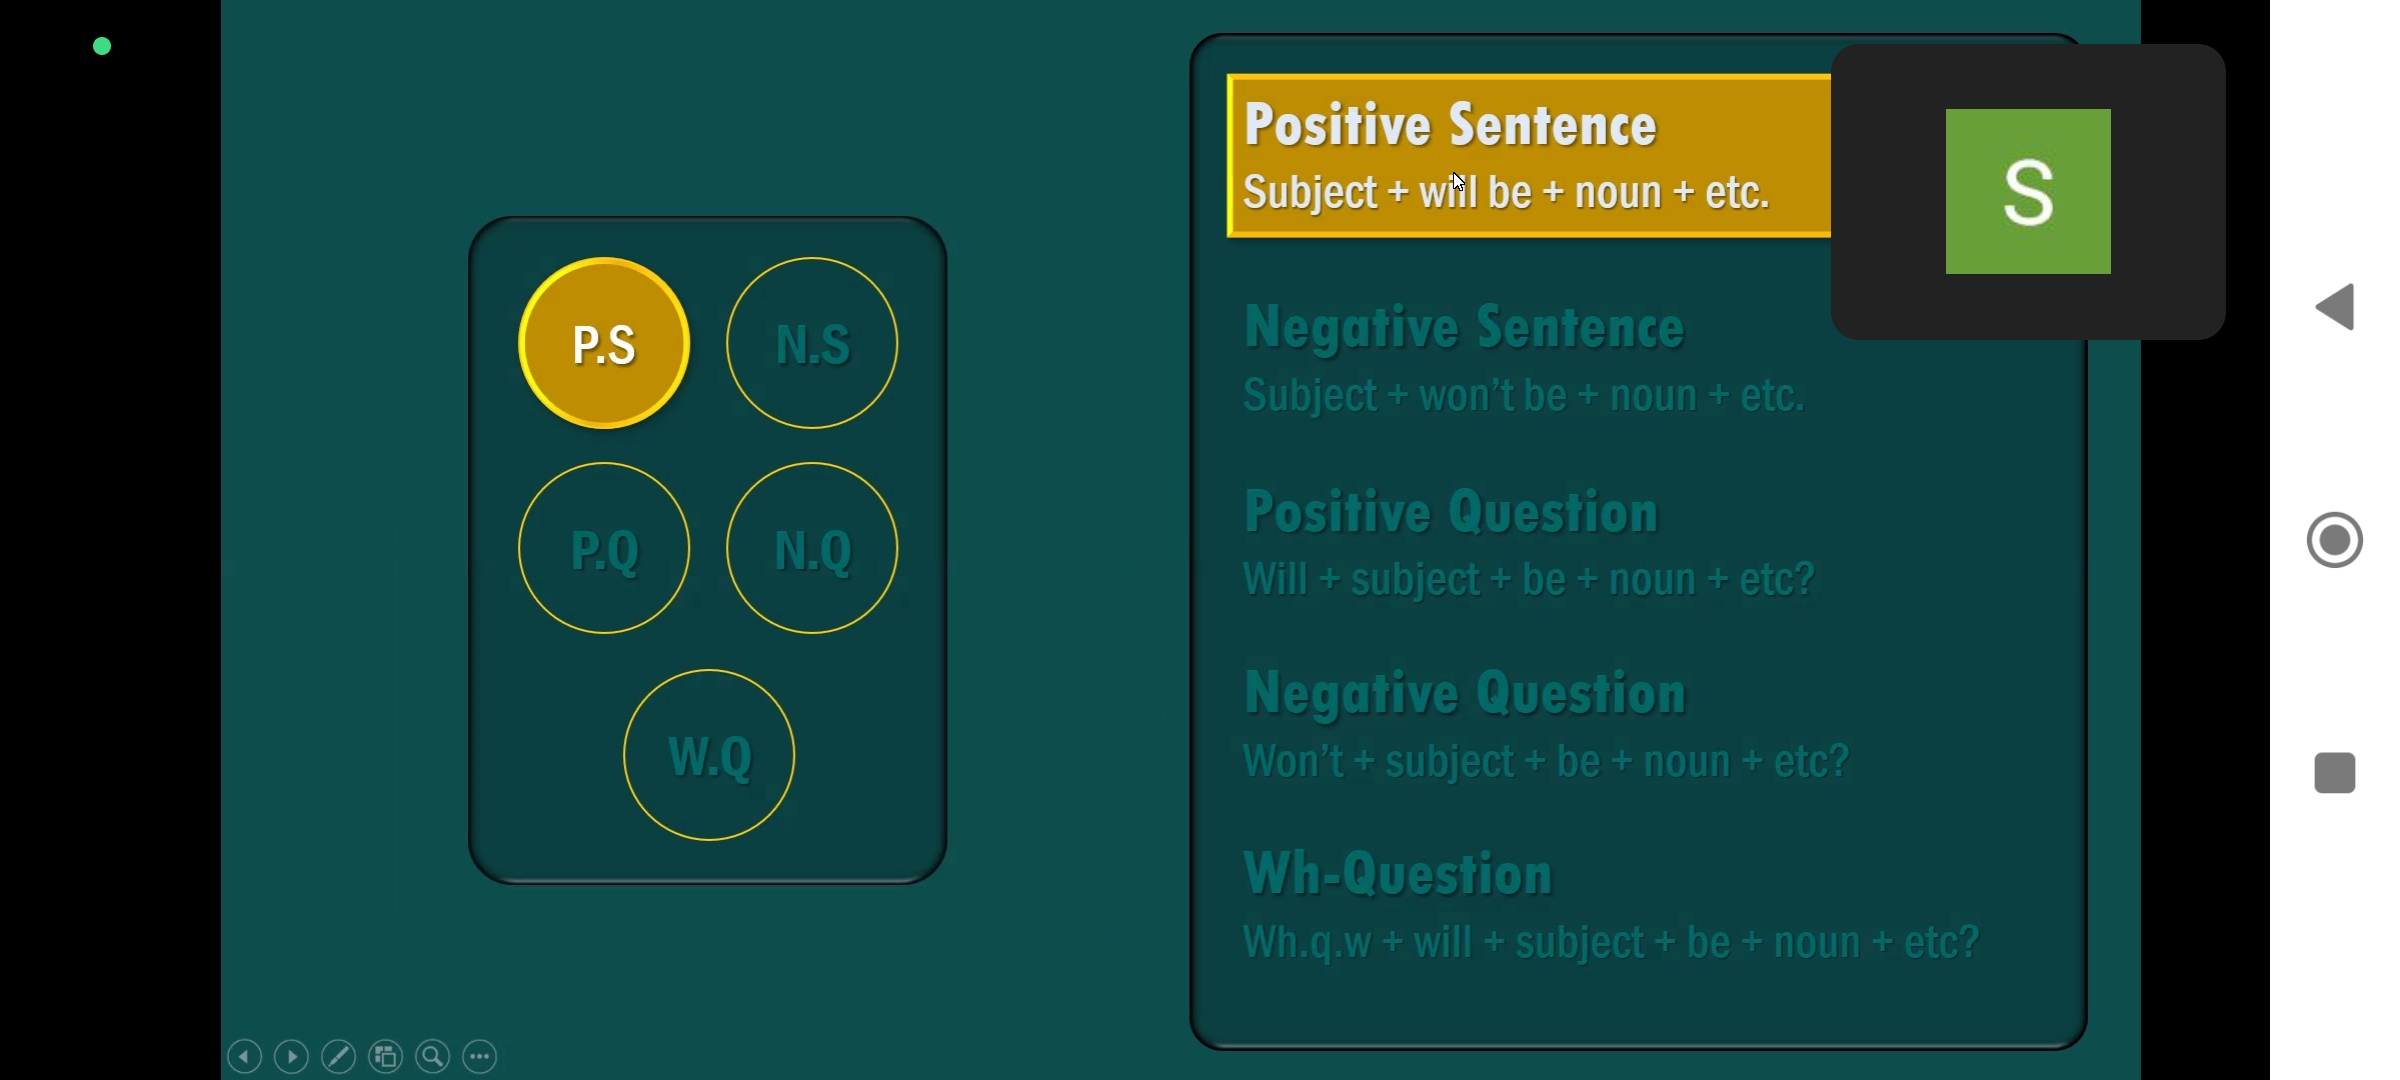 P.S
N.S
P.Q
N.Q
W.Q
Positive Sentence
Subject + will be + noun + etc.
Negative Sentence
Subject + won't be + noun + etc.
Positive Question
Will + subject + be + noun + etc?
Negative Question
Won't + subject + be + noun + etc?
Wh-Question
Wh.q.w + will + subject + be + noun + etc?
S